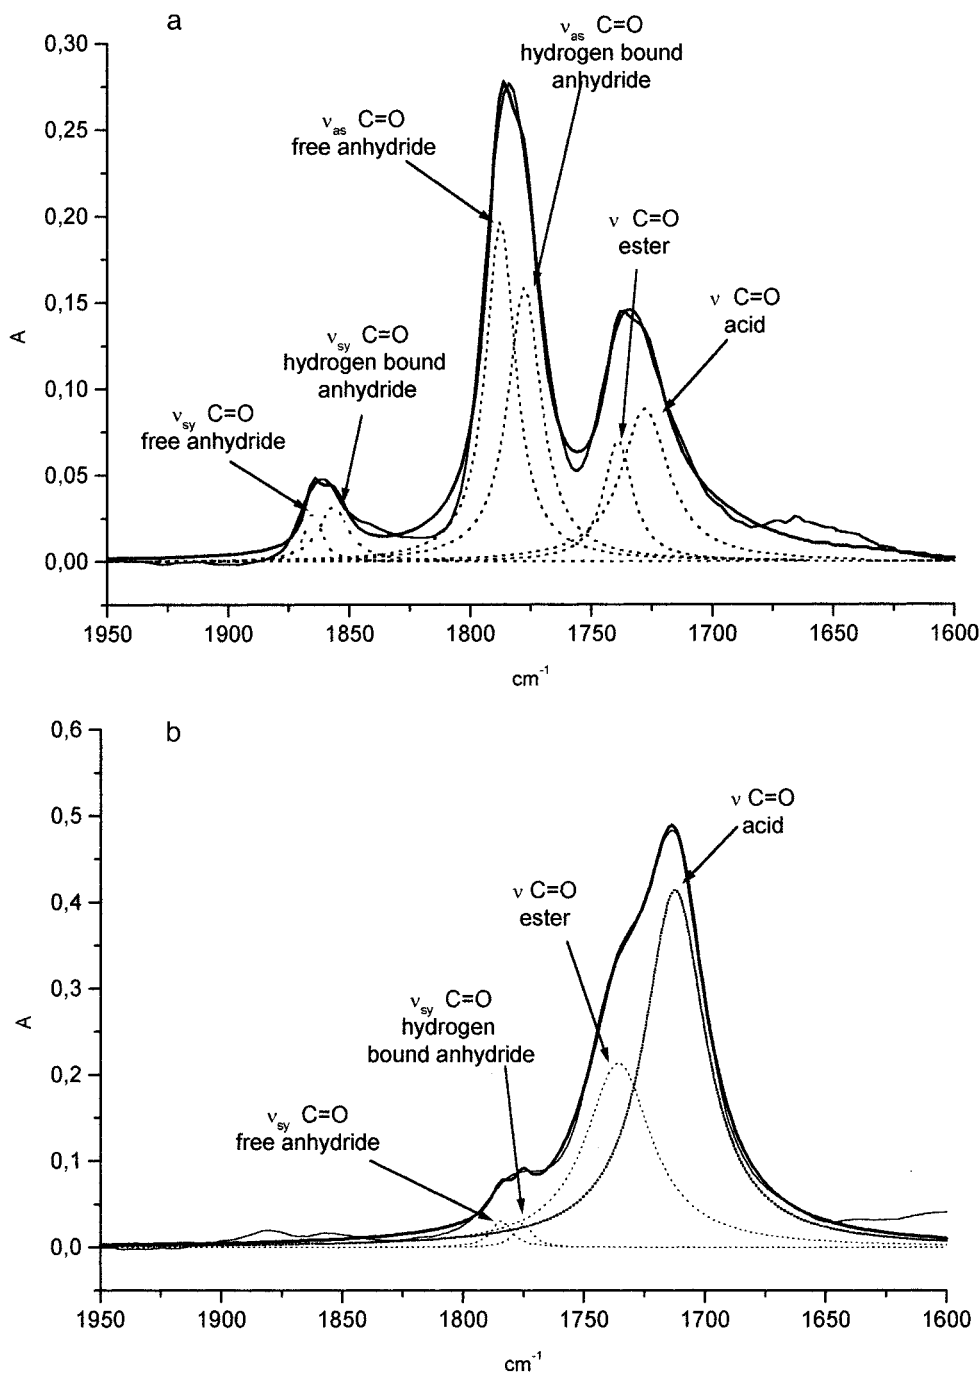 a
ν_as C=O
hydrogen bound
anhydride
ν_as C=O
free anhydride
ν C=O
ester
ν C=O
acid
ν_sy C=O
hydrogen bound
anhydride
ν_sy C=O
free anhydride
0,30
0,25
0,20
0,15
0,10
0,05
0,00
A
1950 1900 1850 1800 1750 1700 1650 1600
cm⁻¹
b
ν C=O
acid
ν C=O
ester
ν_sy C=O
hydrogen
bound anhydride
ν_sy C=O
free anhydride
0,6
0,5
0,4
0,3
0,2
0,1
0,0
A
1950 1900 1850 1800 1750 1700 1650 1600
cm⁻¹